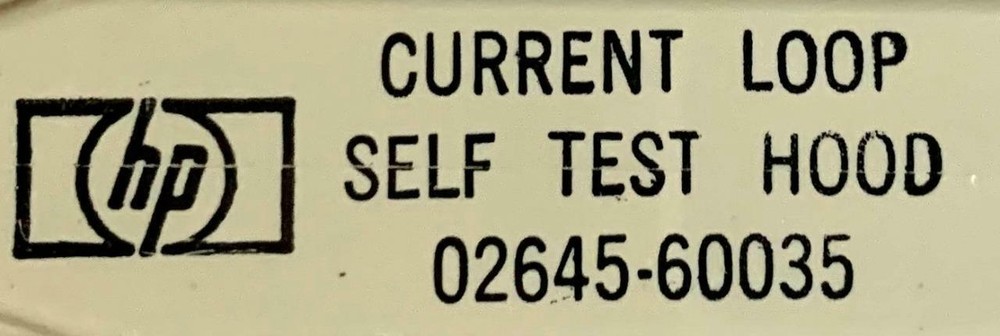 hp
CURRENT LOOP
SELF TEST HOOD
02645-60035